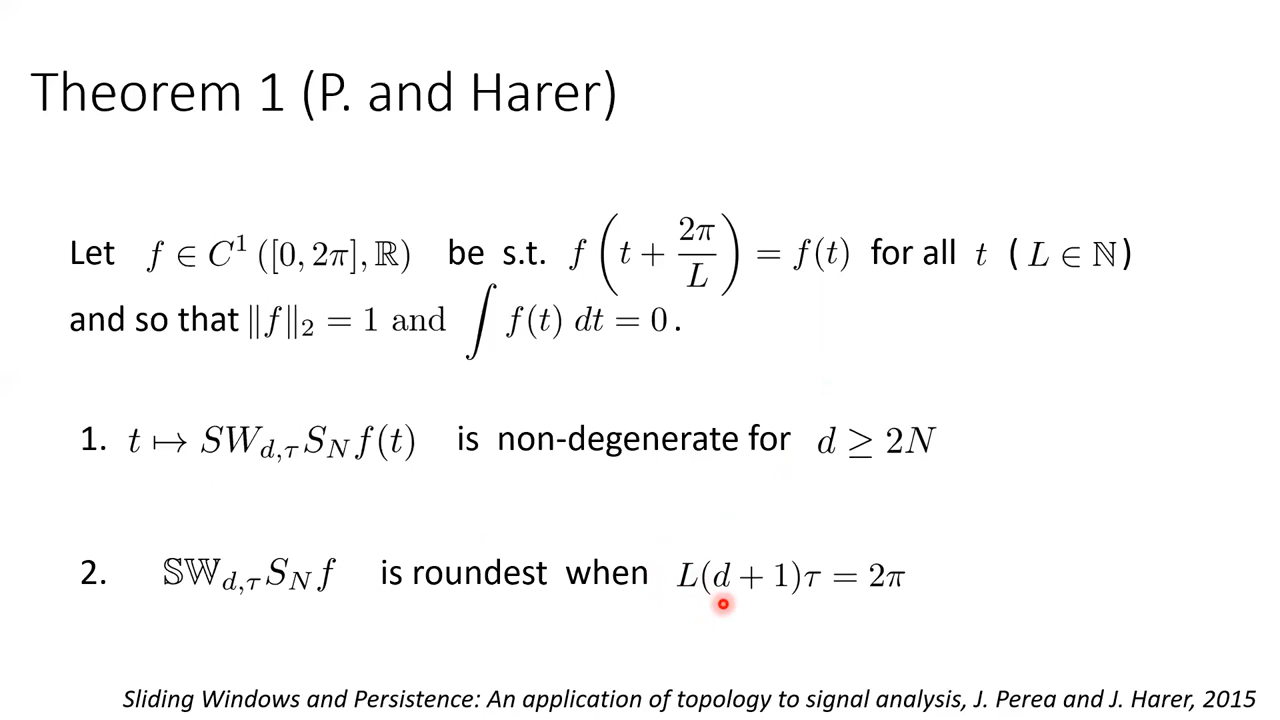 Theorem 1 (P. and Harer)
Let f ∈ C¹([0, 2π], ℝ) be s.t. f(t + 2π/L) = f(t) for all t ( L ∈ ℕ )
and so that ‖f‖₂ = 1 and ∫ f(t) dt = 0 .
1. t ↦ SW_{d,τ} S_N f(t) is non-degenerate for d ≥ 2N
2. 𝕊𝕎_{d,τ} S_N f is roundest when L(d + 1)τ = 2π
Sliding Windows and Persistence: An application of topology to signal analysis, J. Perea and J. Harer, 2015